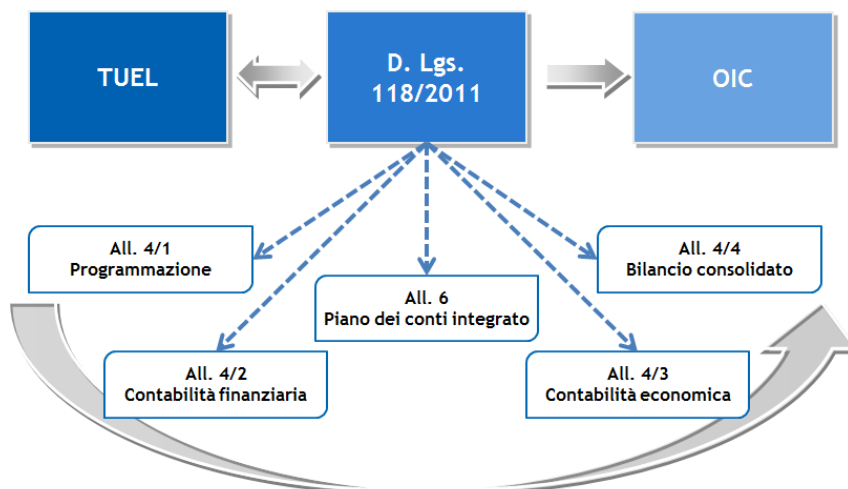 TUEL
D. Lgs.
118/2011
OIC
All. 4/1
Programmazione
All. 4/4
Bilancio consolidato
All. 6
Piano dei conti integrato
All. 4/2
Contabilità finanziaria
All. 4/3
Contabilità economica